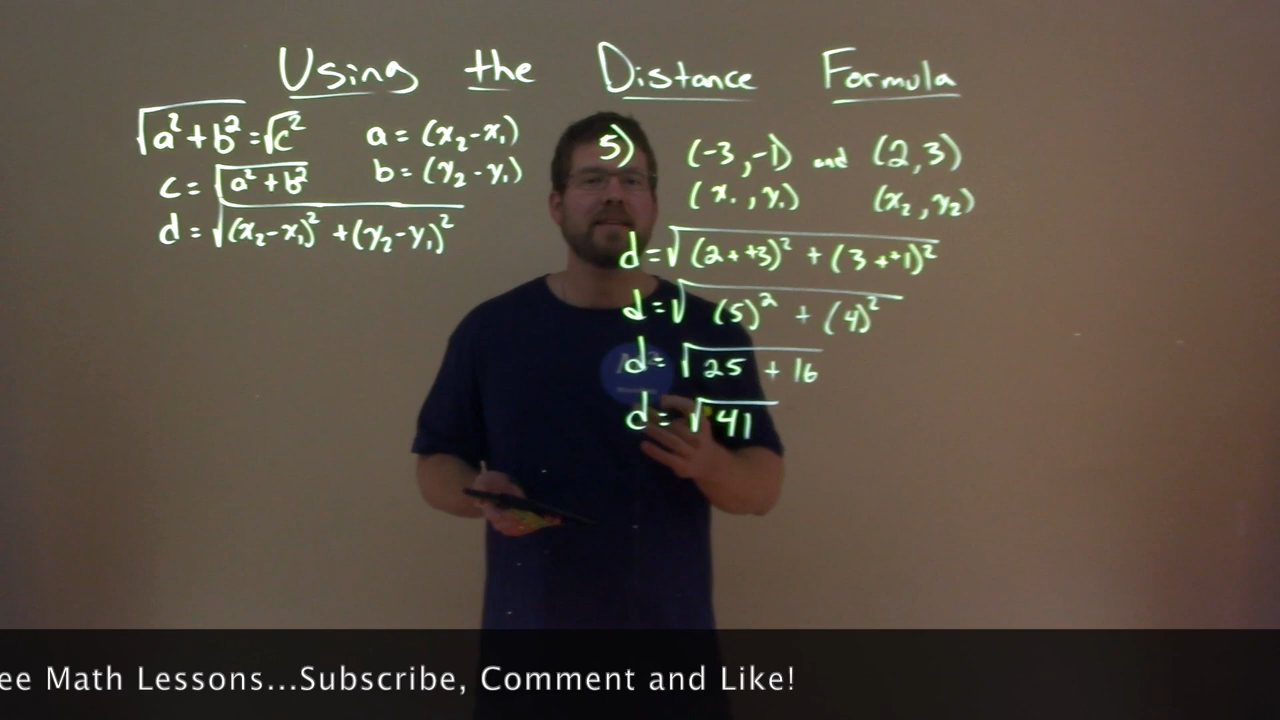 Using the Distance Formula
√a²+b² = √c²
a = (x₂-x₁)
c = √a²+b²
b = (y₂-y₁)
d = √(x₂-x₁)²+(y₂-y₁)²
5) (-3,-1) and (2,3)
(x₁,y₁) (x₂,y₂)
d=√(2++3)²+(3++1)²
d=√(5)²+(4)²
d=√25+16
d=√41
ee Math Lessons...Subscribe, Comment and Like!